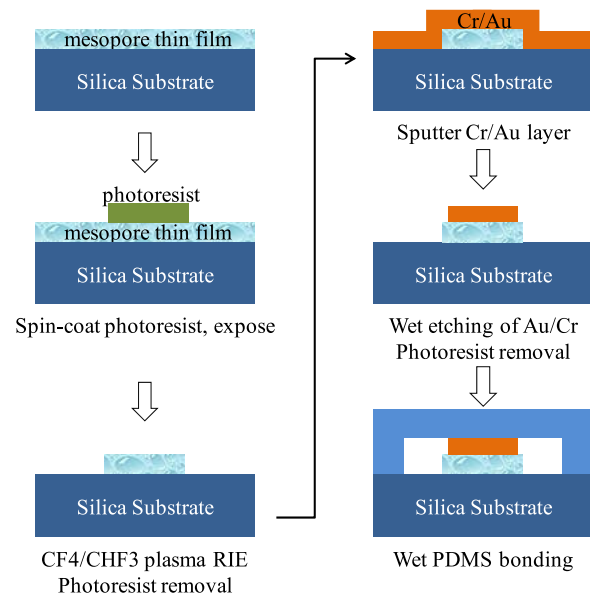 mesopore thin film
Silica Substrate
photoresist
mesopore thin film
Silica Substrate
Spin-coat photoresist, expose
Silica Substrate
CF4/CHF3 plasma RIE
Photoresist removal
Cr/Au
Silica Substrate
Sputter Cr/Au layer
Silica Substrate
Wet etching of Au/Cr
Photoresist removal
Silica Substrate
Wet PDMS bonding